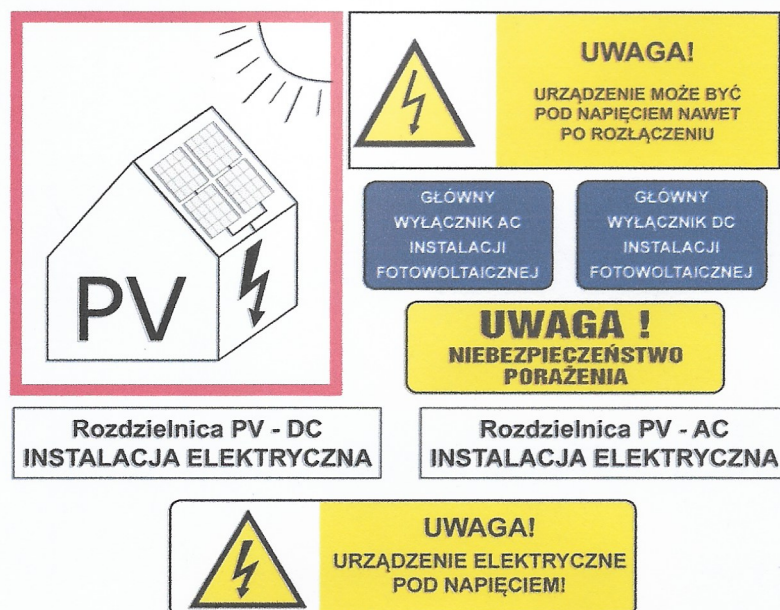 PV
UWAGA!
URZĄDZENIE MOŻE BYĆ
POD NAPIĘCIEM NAWET
PO ROZŁĄCZENIU
GŁÓWNY
WYŁĄCZNIK AC
INSTALACJI
FOTOWOLTAICZNEJ
GŁÓWNY
WYŁĄCZNIK DC
INSTALACJI
FOTOWOLTAICZNEJ
UWAGA !
NIEBEZPIECZEŃSTWO
PORAŻENIA
Rozdzielnica PV - DC
INSTALACJA ELEKTRYCZNA
Rozdzielnica PV - AC
INSTALACJA ELEKTRYCZNA
UWAGA!
URZĄDZENIE ELEKTRYCZNE
POD NAPIĘCIEM!